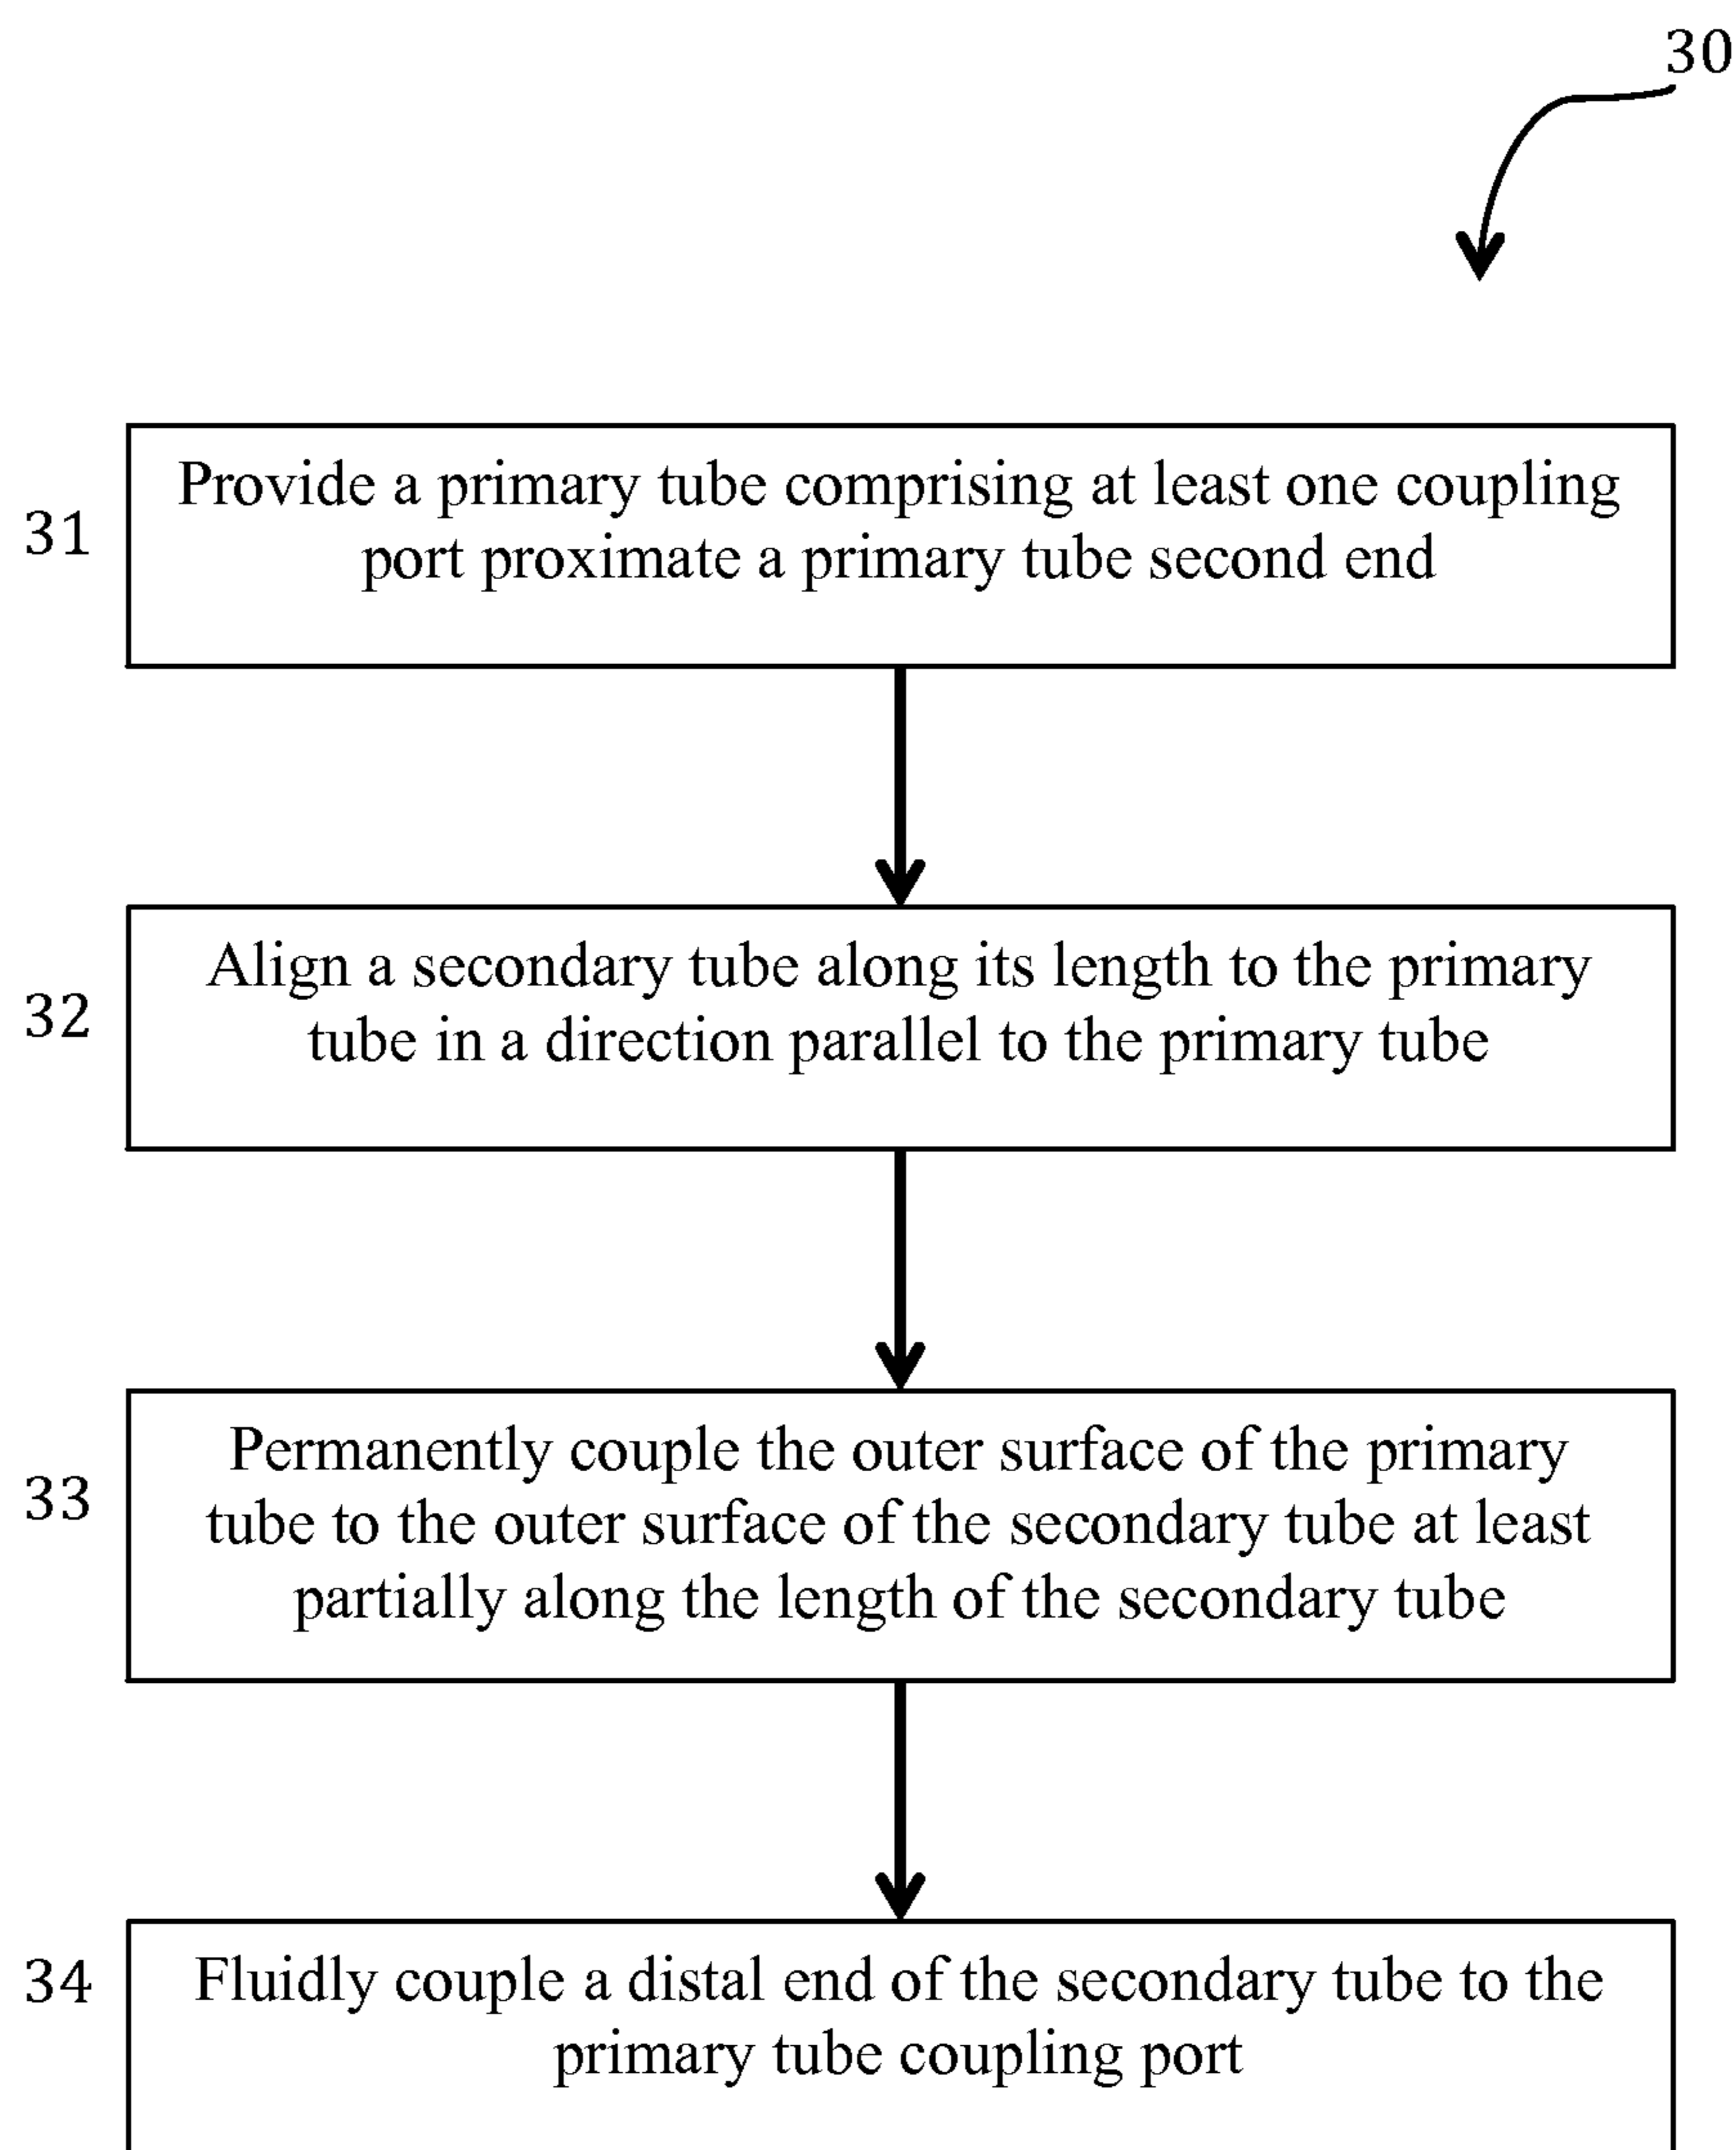 30
31
Provide a primary tube comprising at least one coupling
port proximate a primary tube second end
32
Align a secondary tube along its length to the primary
tube in a direction parallel to the primary tube
33
Permanently couple the outer surface of the primary
tube to the outer surface of the secondary tube at least
partially along the length of the secondary tube
34
Fluidly couple a distal end of the secondary tube to the
primary tube coupling port